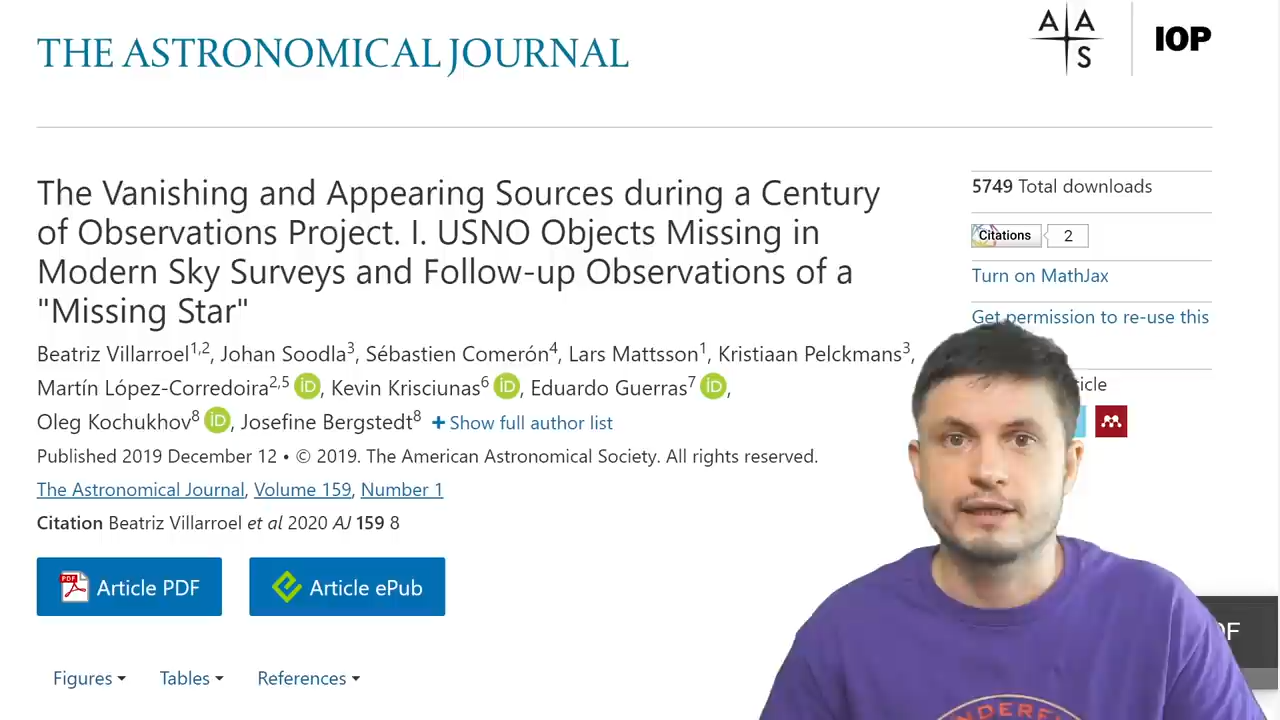 THE ASTRONOMICAL JOURNAL
A A
S
IOP
The Vanishing and Appearing Sources during a Century
of Observations Project. I. USNO Objects Missing in
Modern Sky Surveys and Follow-up Observations of a
"Missing Star"
Beatriz Villarroel1,2, Johan Soodla3, Sébastien Comerón4, Lars Mattsson1, Kristiaan Pelckmans3,
Martín López-Corredoira2,5 iD, Kevin Krisciunas6 iD, Eduardo Guerras7 iD,
Oleg Kochukhov8 iD, Josefine Bergstedt8 + Show full author list
Published 2019 December 12 • © 2019. The American Astronomical Society. All rights reserved.
The Astronomical Journal, Volume 159, Number 1
Citation Beatriz Villarroel et al 2020 AJ 159 8
PDF Article PDF
Article ePub
Figures
Tables
References
5749 Total downloads
Citations 2
Turn on MathJax
Get permission to re-use this